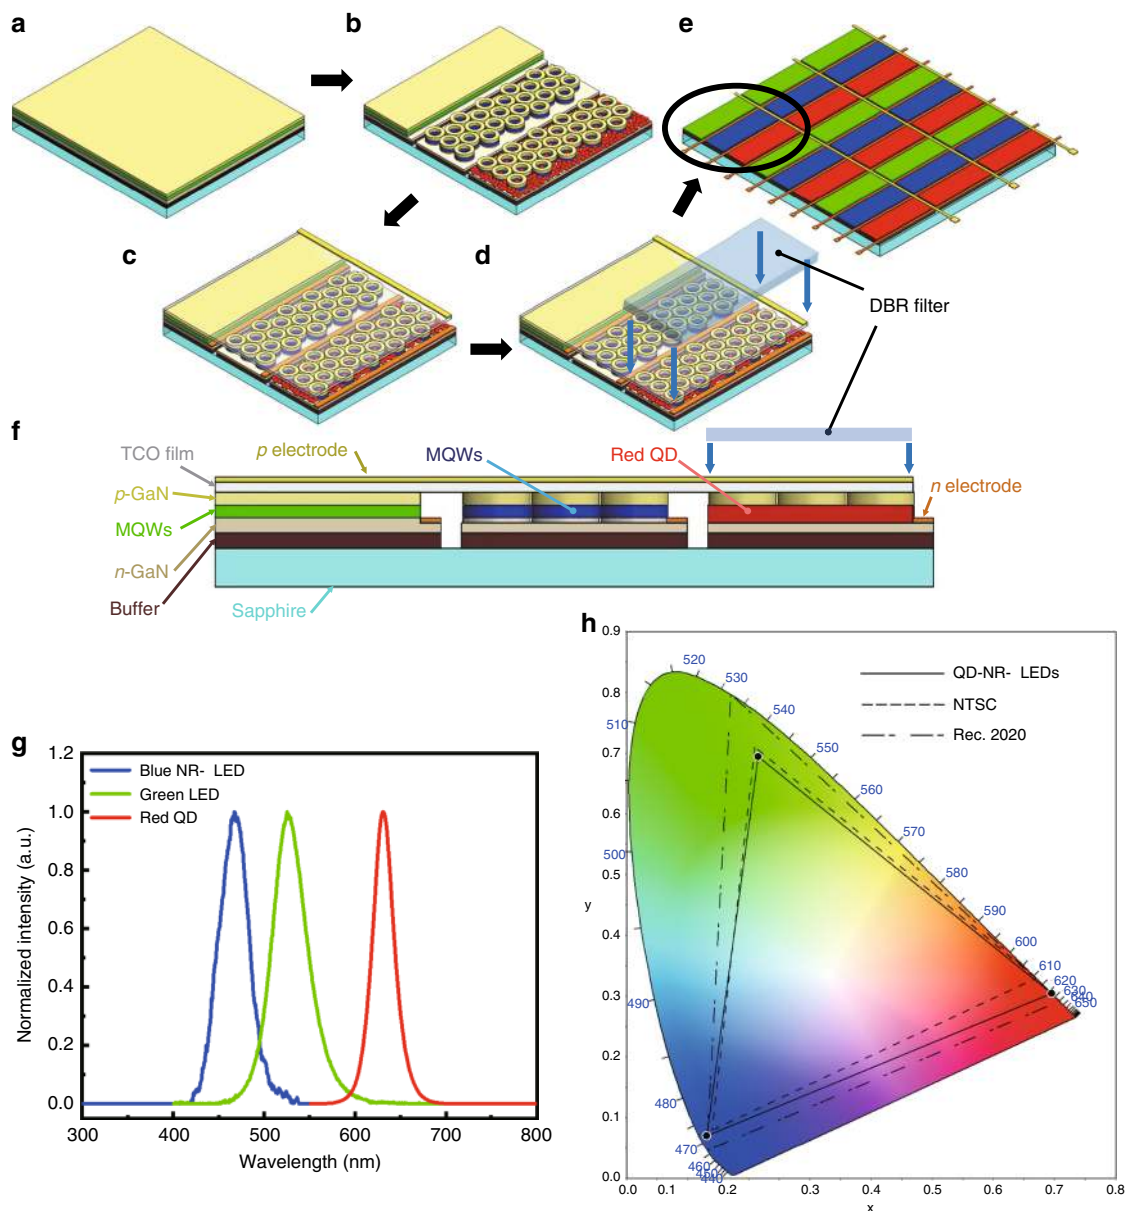 a
b
e
c
d
DBR filter
f
TCO film
p electrode
MQWs
Red QD
p-GaN
n electrode
MQWs
n-GaN
Buffer
Sapphire
g
1.2
1.0
0.8
0.6
0.4
0.2
0.0
300 400 500 600 700 800
Normalized intensity (a.u.)
Wavelength (nm)
Blue NR- LED
Green LED
Red QD
h
0.9
0.8
0.7
0.6
0.5
0.4
0.3
0.2
0.1
0.0
y
0.0 0.1 0.2 0.3 0.4 0.5 0.6 0.7 0.8
x
QD-NR- LEDs
NTSC
Rec. 2020
520
530
540
510
550
560
570
500
580
590
600
610
620
630
640
650
490
480
470
460
450
440